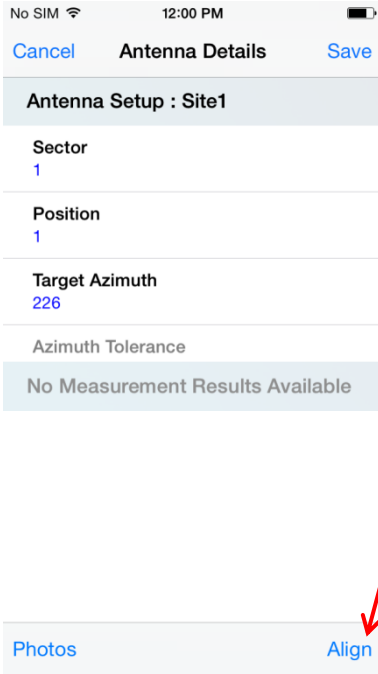 No SIM 12:00 PM
Cancel Antenna Details Save
Antenna Setup : Site1
Sector
1
Position
1
Target Azimuth
226
Azimuth Tolerance
No Measurement Results Available
Photos Align